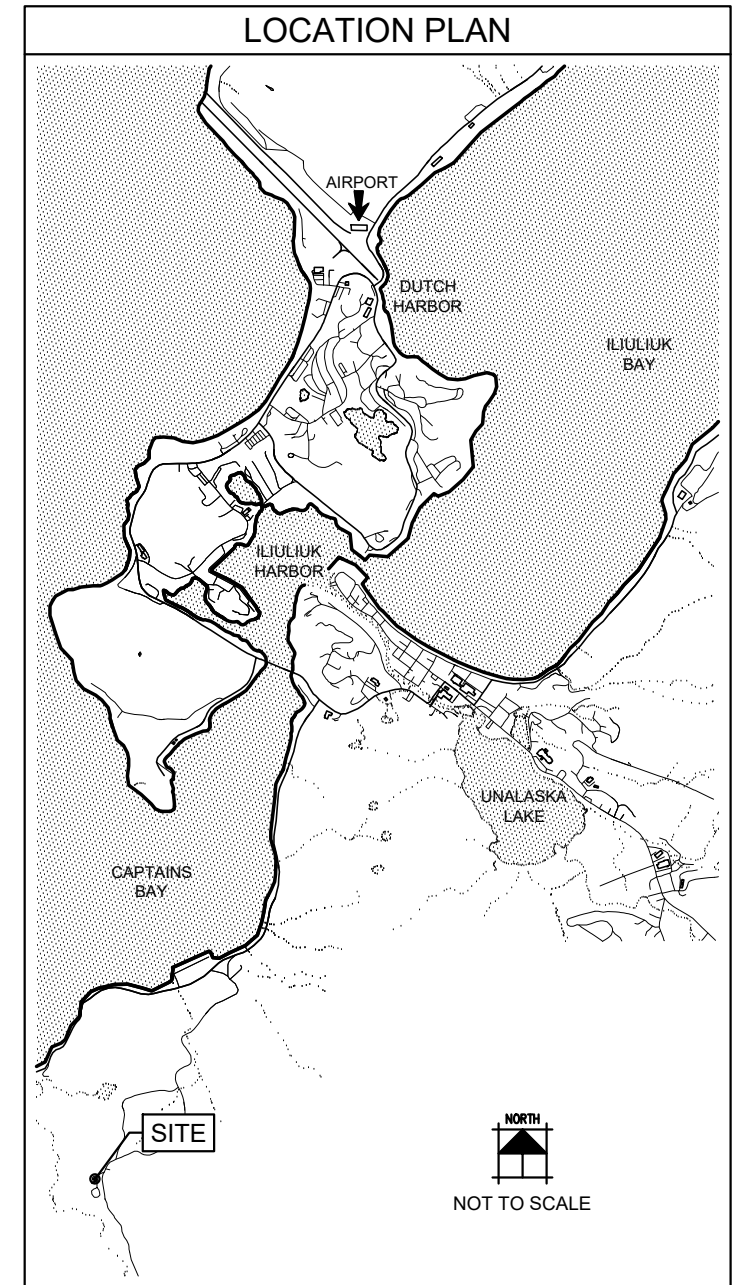 LOCATION PLAN
AIRPORT
DUTCH
HARBOR
ILIULIUK
BAY
ILIULIUK
HARBOR
UNALASKA
LAKE
CAPTAINS
BAY
SITE
NORTH
NOT TO SCALE